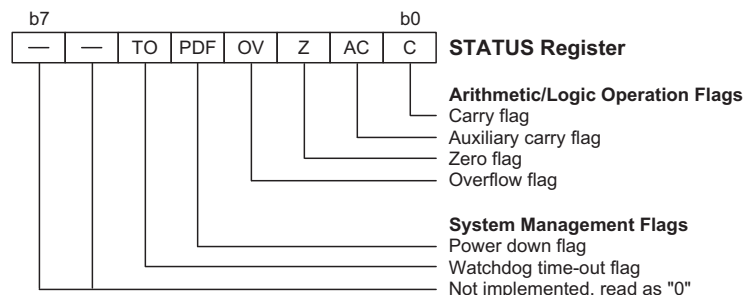 b7 b0
— — TO PDF OV Z AC C STATUS Register
Arithmetic/Logic Operation Flags
Carry flag
Auxiliary carry flag
Zero flag
Overflow flag
System Management Flags
Power down flag
Watchdog time-out flag
Not implemented, read as "0"